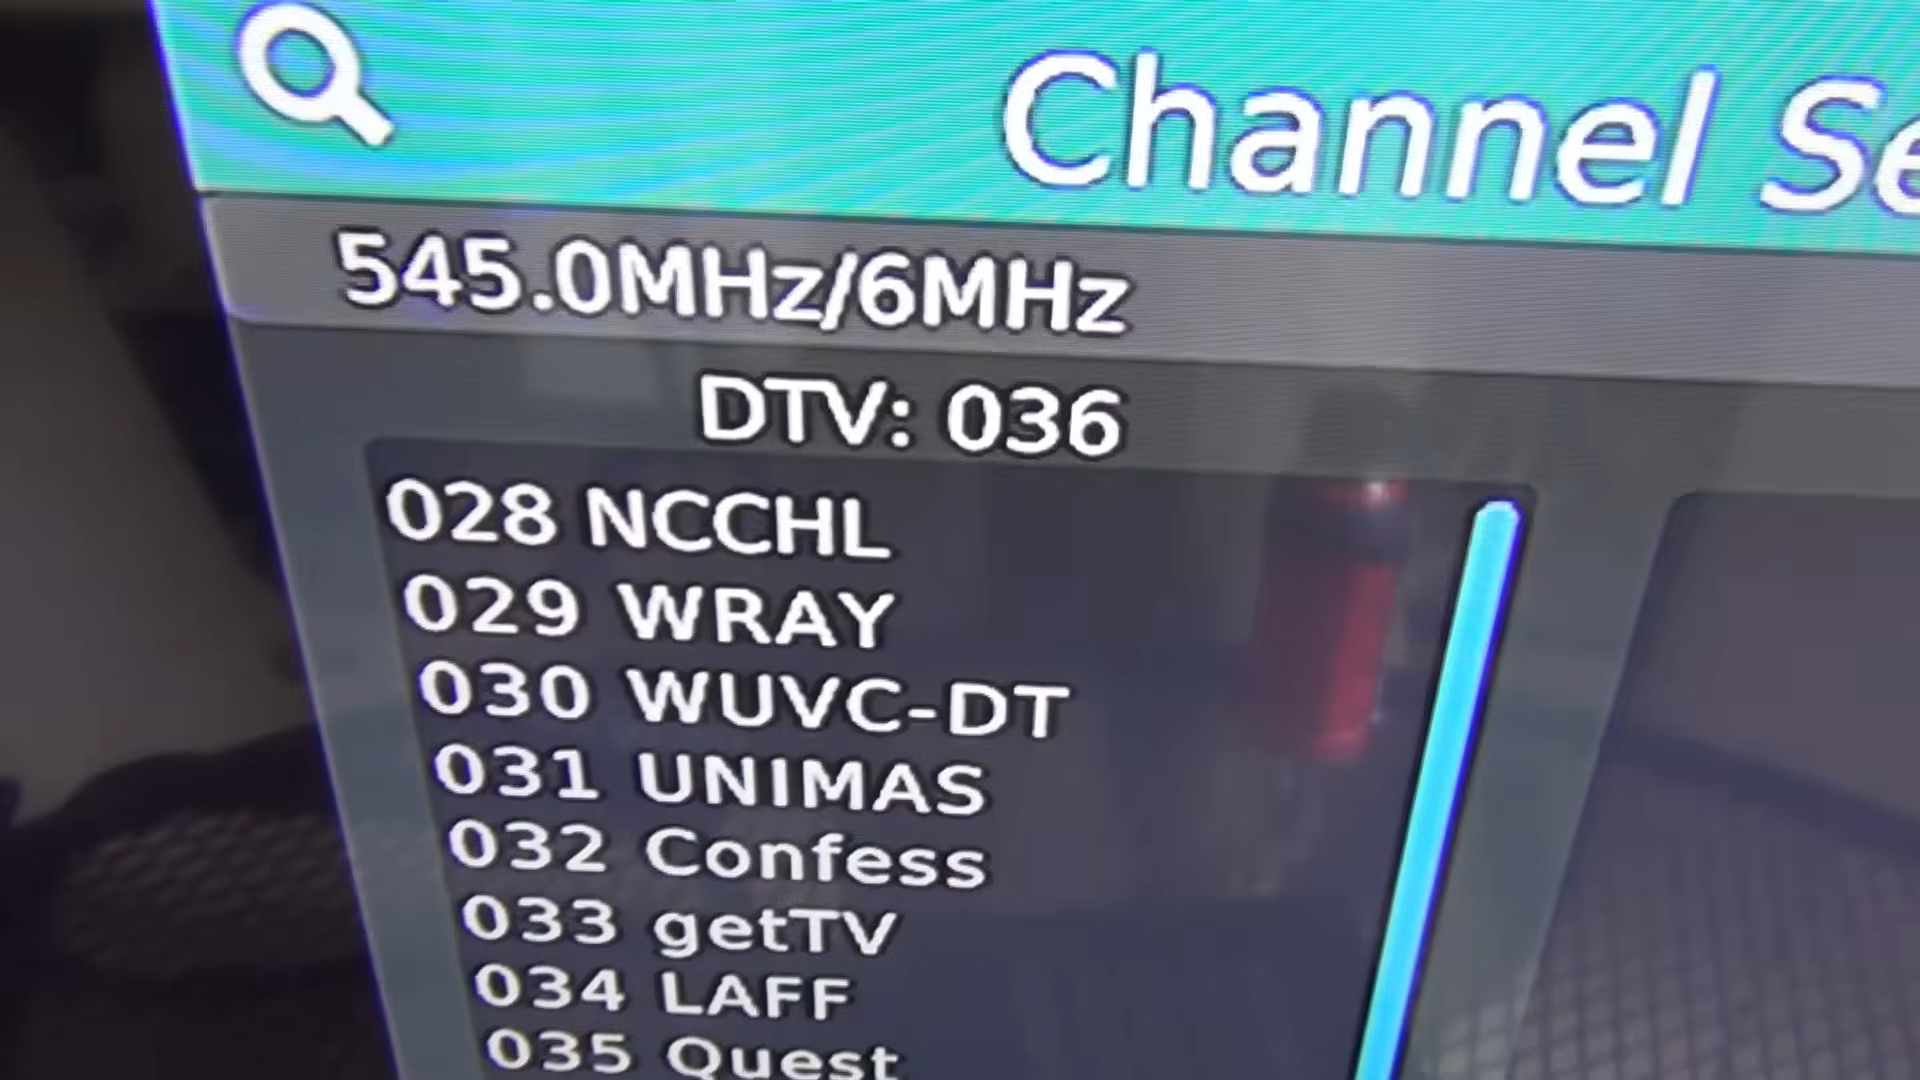 Channel Se
545.0MHz/6MHz
DTV: 036
028 NCCHL
029 WRAY
030 WUVC-DT
031 UNIMAS
032 Confess
033 getTV
034 LAFF
035 Quest